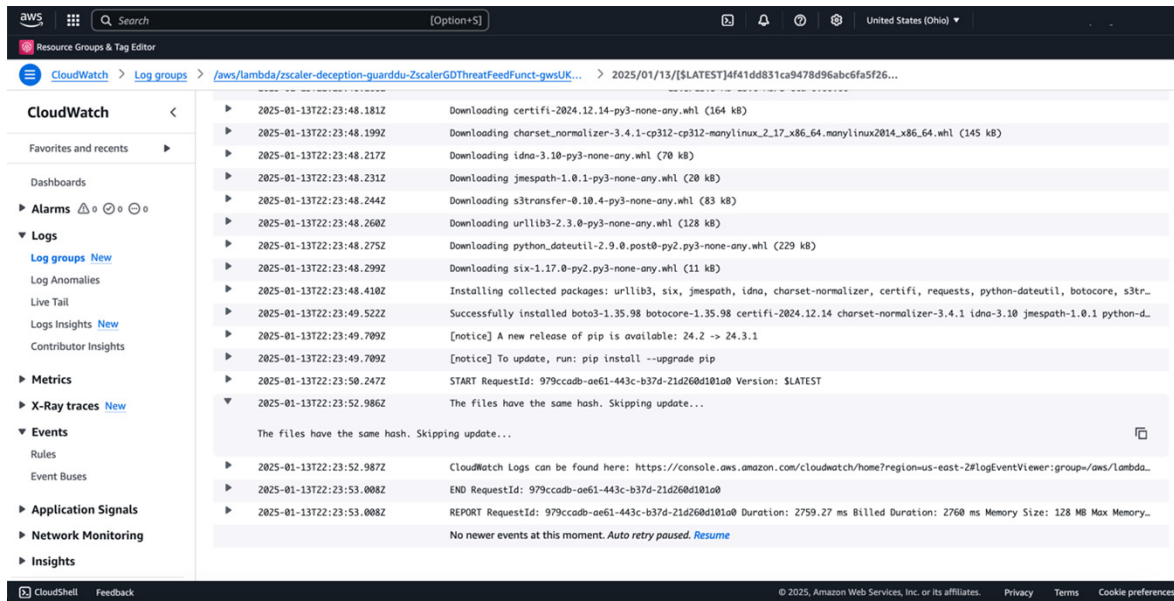 aws
Search [Option+S] United States (Ohio) ▼
Resource Groups & Tag Editor
CloudWatch > Log groups > /aws/lambda/zscaler-deception-guarddu-ZscalerGDThreatFeedFunct-gwsUK... > 2025/01/13/[$LATEST]4f41dd831ca9478d96abc6fa5f26...
CloudWatch
Favorites and recents
Dashboards
Alarms 0 0 0
Logs
Log groups New
Log Anomalies
Live Tail
Logs Insights New
Contributor Insights
Metrics
X-Ray traces New
Events
Rules
Event Buses
Application Signals
Network Monitoring
Insights
2025-01-13T22:23:48.181Z Downloading certifi-2024.12.14-py3-none-any.whl (164 kB)
2025-01-13T22:23:48.199Z Downloading charset_normalizer-3.4.1-cp312-cp312-manylinux_2_17_x86_64.manylinux2014_x86_64.whl (145 kB)
2025-01-13T22:23:48.217Z Downloading idna-3.10-py3-none-any.whl (70 kB)
2025-01-13T22:23:48.231Z Downloading jmespath-1.0.1-py3-none-any.whl (20 kB)
2025-01-13T22:23:48.244Z Downloading s3transfer-0.10.4-py3-none-any.whl (83 kB)
2025-01-13T22:23:48.260Z Downloading urllib3-2.3.0-py3-none-any.whl (128 kB)
2025-01-13T22:23:48.275Z Downloading python_dateutil-2.9.0.post0-py2.py3-none-any.whl (229 kB)
2025-01-13T22:23:48.299Z Downloading six-1.17.0-py2.py3-none-any.whl (11 kB)
2025-01-13T22:23:48.410Z Installing collected packages: urllib3, six, jmespath, idna, charset-normalizer, certifi, requests, python-dateutil, botocore, s3tr...
2025-01-13T22:23:49.522Z Successfully installed boto3-1.35.98 botocore-1.35.98 certifi-2024.12.14 charset-normalizer-3.4.1 idna-3.10 jmespath-1.0.1 python-d...
2025-01-13T22:23:49.709Z [notice] A new release of pip is available: 24.2 -> 24.3.1
2025-01-13T22:23:49.709Z [notice] To update, run: pip install --upgrade pip
2025-01-13T22:23:50.247Z START RequestId: 979ccadb-ae61-443c-b37d-21d260d101a0 Version: $LATEST
2025-01-13T22:23:52.986Z The files have the same hash. Skipping update...
The files have the same hash. Skipping update...
2025-01-13T22:23:52.987Z CloudWatch Logs can be found here: https://console.aws.amazon.com/cloudwatch/home?region=us-east-2#logEventViewer:group=/aws/lambda...
2025-01-13T22:23:53.008Z END RequestId: 979ccadb-ae61-443c-b37d-21d260d101a0
2025-01-13T22:23:53.008Z REPORT RequestId: 979ccadb-ae61-443c-b37d-21d260d101a0 Duration: 2759.27 ms Billed Duration: 2760 ms Memory Size: 128 MB Max Memory...
No newer events at this moment. Auto retry paused. Resume
CloudShell Feedback © 2025, Amazon Web Services, Inc. or its affiliates. Privacy Terms Cookie preferences